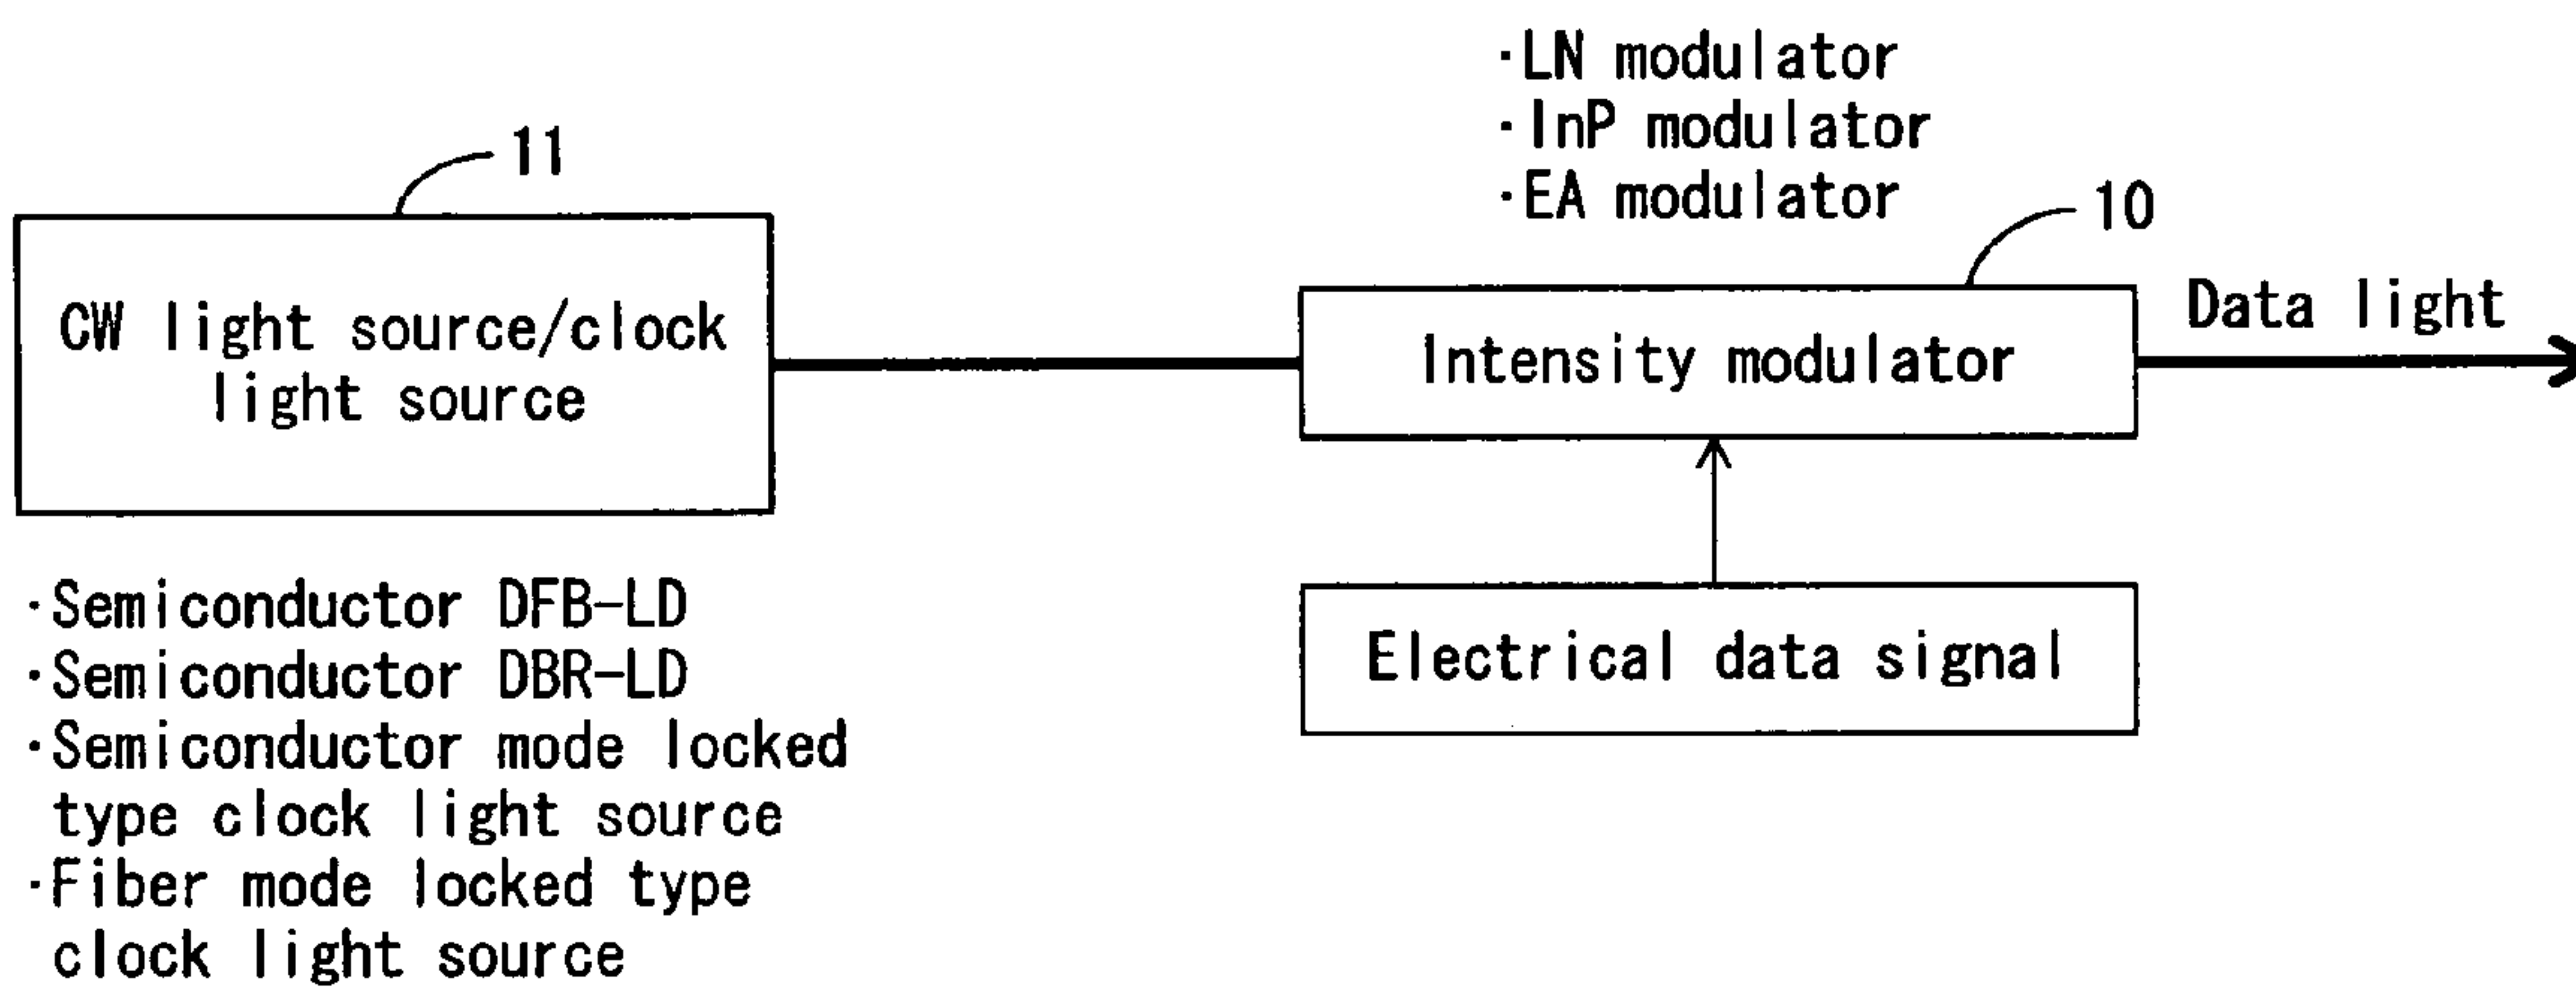 ·LN modulator
·InP modulator
·EA modulator
11
10
CW light source/clock
light source
Intensity modulator
Data light
Electrical data signal
·Semiconductor DFB-LD
·Semiconductor DBR-LD
·Semiconductor mode locked
type clock light source
·Fiber mode locked type
clock light source